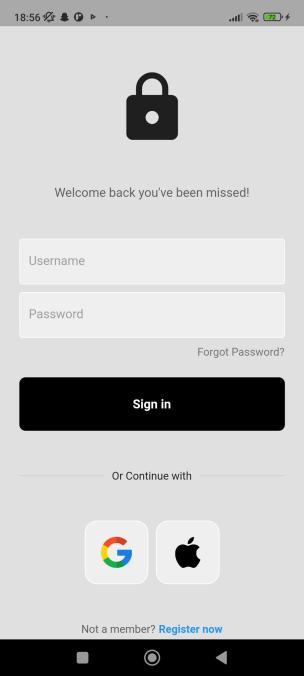 18:56
72
Welcome back you've been missed!
Username
Password
Forgot Password?
Sign in
Or Continue with
Not a member? Register now